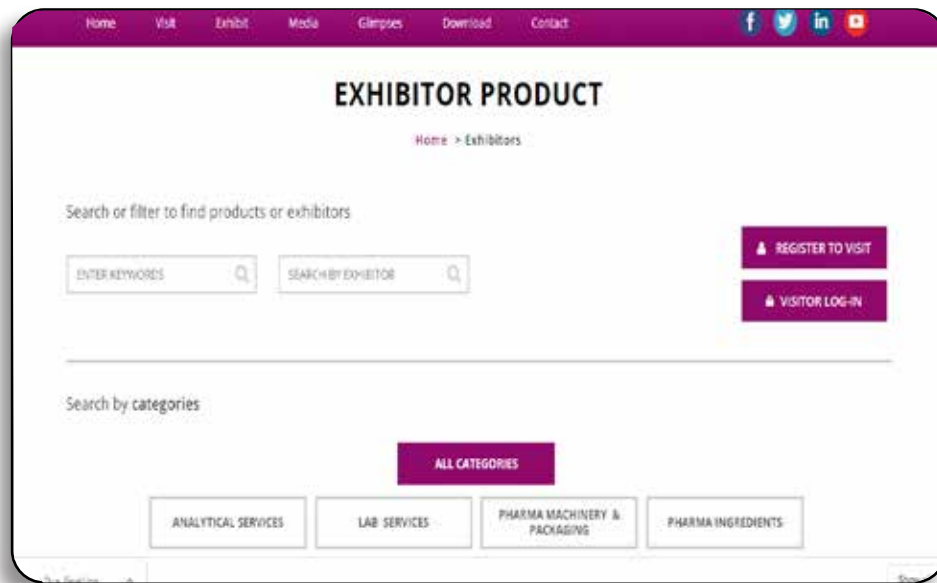 Home Visit Exhibit Media Glimpses Download Contact
f in
EXHIBITOR PRODUCT
Home > Exhibitors
Search or filter to find products or exhibitors
REGISTER TO VISIT
ENTER KEYWORDS SEARCH BY EXHIBITOR
VISITOR LOG-IN
Search by categories
ALL CATEGORIES
ANALYTICAL SERVICES
LAB SERVICES
PHARMA MACHINERY &
PACKAGING
PHARMA INGREDIENTS